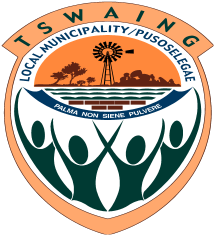 TSWAING
LOCAL MUNICIPALITY/PUSOSELEGAE
PALMA NON SIENE PULVERE